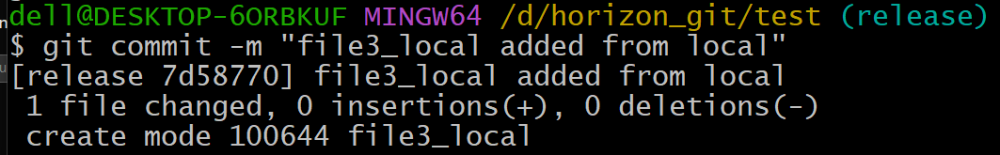 dell@DESKTOP-6ORBKUF MINGW64 /d/horizon_git/test (release)
$ git commit -m "file3_local added from local"
[release 7d58770] file3_local added from local
 1 file changed, 0 insertions(+), 0 deletions(-)
 create mode 100644 file3_local